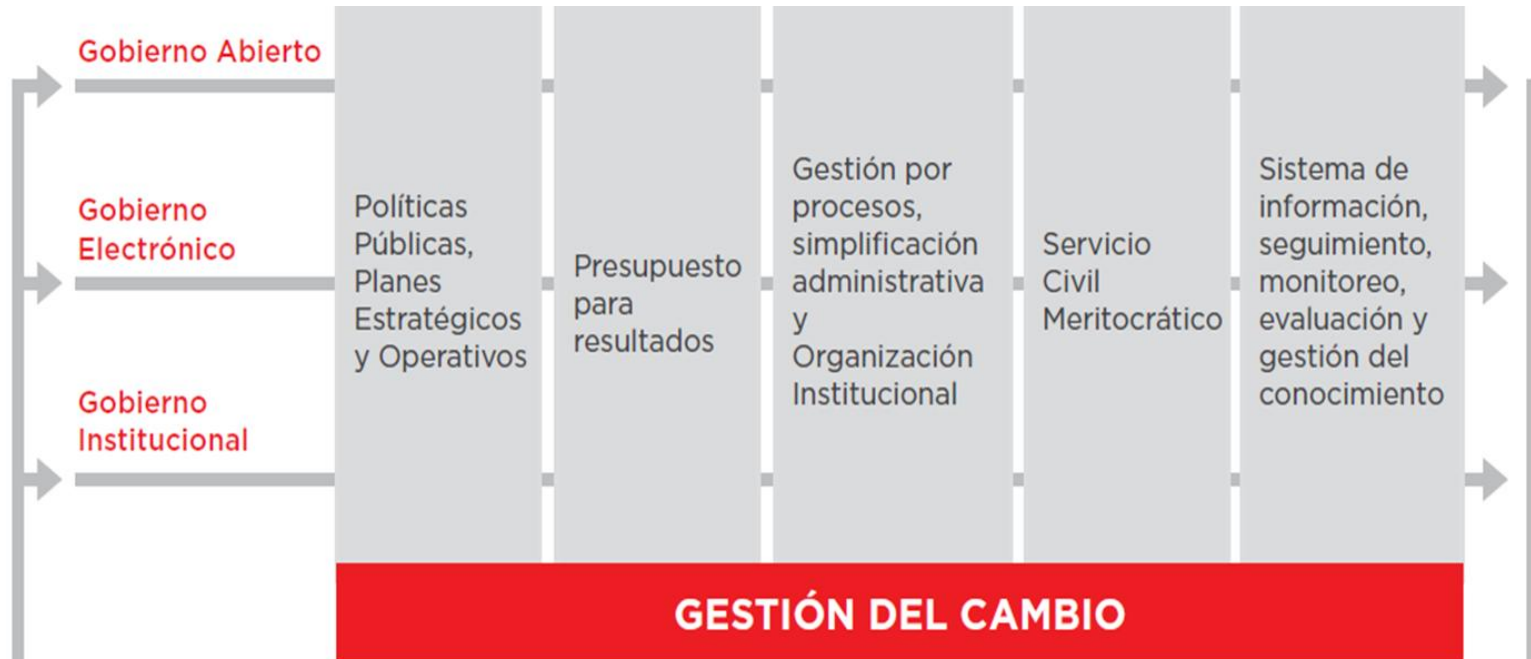 Gobierno Abierto
Gobierno
Electrónico
Gobierno
Institucional
Políticas
Públicas,
Planes
Estratégicos
y Operativos
Presupuesto
para
resultados
Gestión por
procesos,
simplificación
administrativa
y
Organización
Institucional
Servicio
Civil
Meritocrático
Sistema de
información,
seguimiento,
monitoreo,
evaluación y
gestión del
conocimiento
GESTIÓN DEL CAMBIO